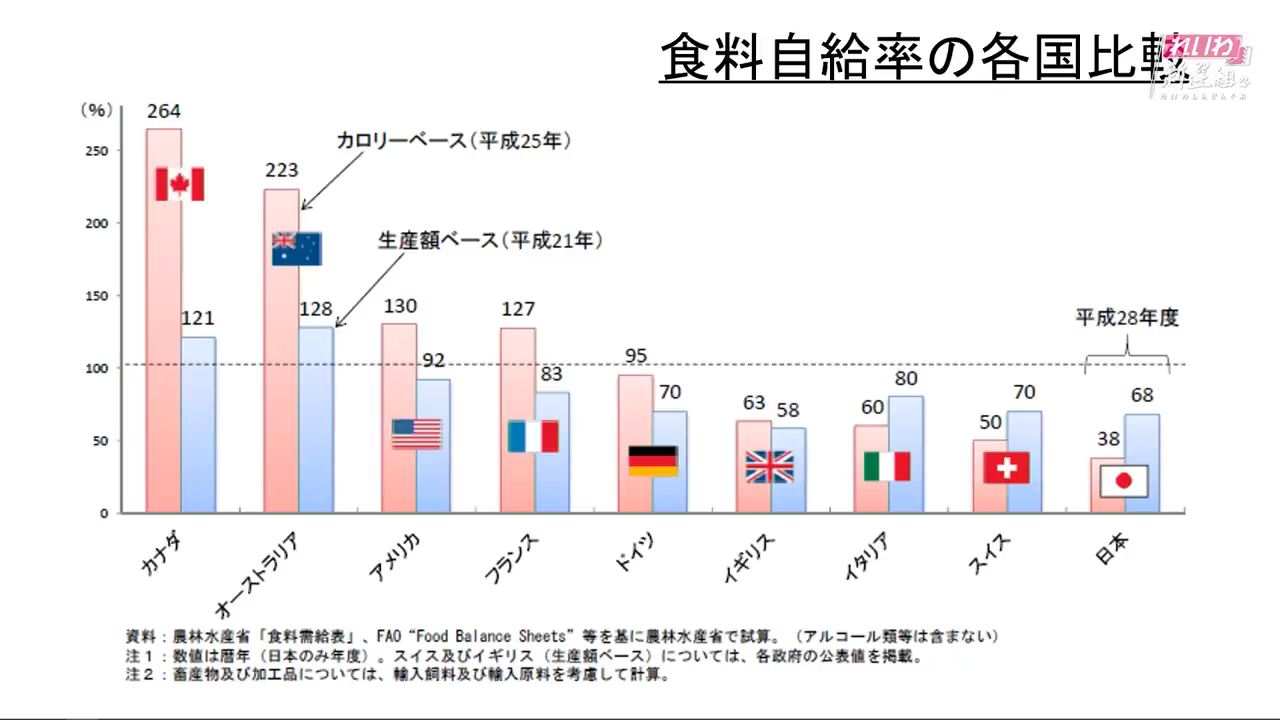 食料自給率の各国比較
れいわ
新選組
(%)
264
カロリーベース（平成25年）
250
223
生産額ベース（平成21年）
200
150
121
128
130
127
平成28年度
100
92
83
95
70
63
58
60
80
50
70
38
68
50
0
カナダ
オーストラリア
アメリカ
フランス
ドイツ
イギリス
イタリア
スイス
日本
資料：農林水産省「食料需給表」、FAO“Food Balance Sheets”等を基に農林水産省で試算。（アルコール類等は含まない）
注１：数値は暦年（日本のみ年度）。スイス及びイギリス（生産額ベース）については、各政府の公表値を掲載。
注２：畜産物及び加工品については、輸入飼料及び輸入原料を考慮して計算。